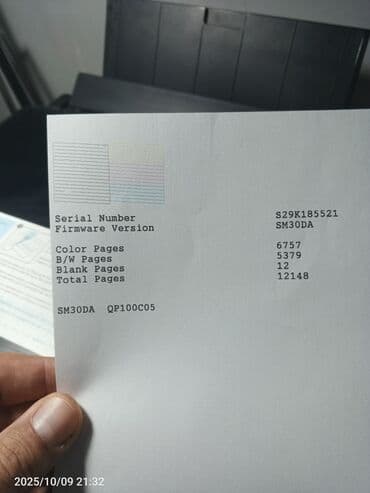 Serial Number S29K185521
Firmware Version SM30DA
Color Pages 6757
B/W Pages 5379
Blank Pages 12
Total Pages 12148
SM30DA QP100C05
2025/10/09 21:32